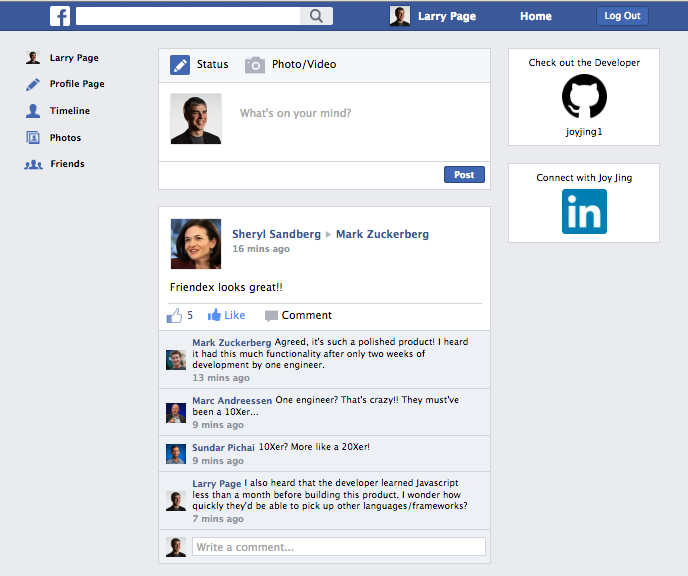 f
Larry Page
Home
Log Out
Larry Page
Profile Page
Timeline
Photos
Friends
Status
Photo/Video
What's on your mind?
Post
Sheryl Sandberg ▸ Mark Zuckerberg
16 mins ago
Friendex looks great!!
5
Like
Comment
Mark Zuckerberg Agreed, it's such a polished product! I heard
it had this much functionality after only two weeks of
development by one engineer.
13 mins ago
Marc Andreessen One engineer? That's crazy!! They must've
been a 10Xer...
9 mins ago
Sundar Pichai 10Xer? More like a 20Xer!
9 mins ago
Larry Page I also heard that the developer learned Javascript
less than a month before building this product. I wonder how
quickly they'd be able to pick up other languages/frameworks?
7 mins ago
Write a comment...
Check out the Developer
joyjing1
Connect with Joy Jing
in